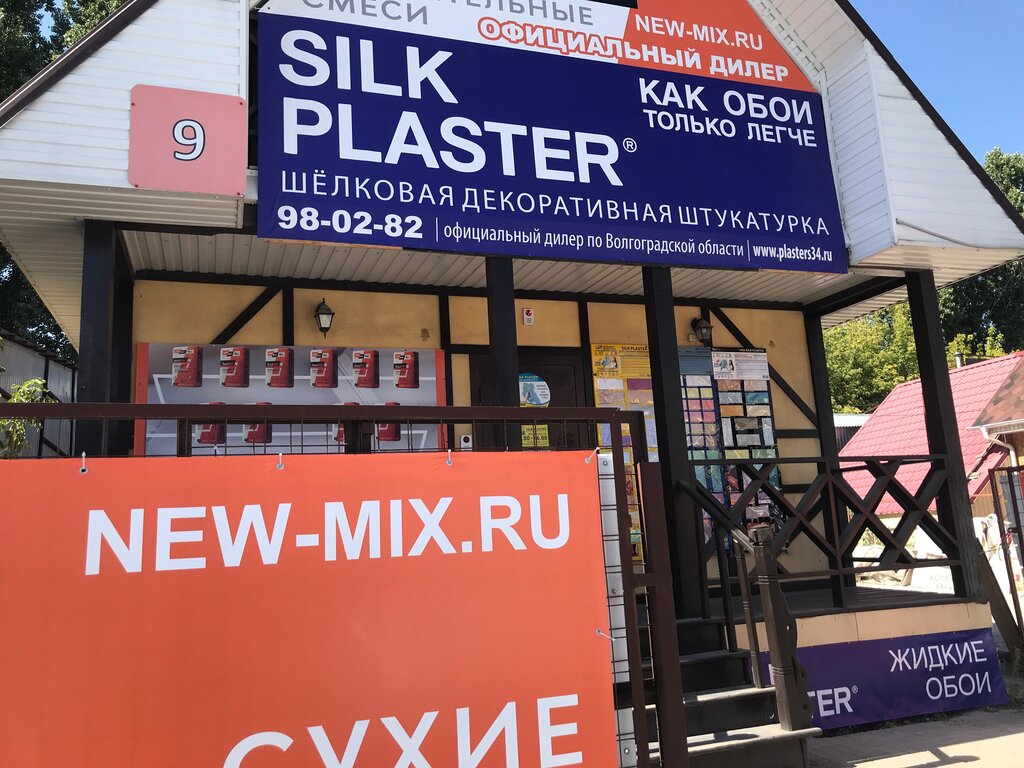 СМЕСИ
NEW-MIX.RU
ОФИЦИАЛЬНЫЙ ДИЛЕР
SILK
PLASTER®
КАК ОБОИ
ТОЛЬКО ЛЕГЧЕ
ШЁЛКОВАЯ ДЕКОРАТИВНАЯ ШТУКАТУРКА
98-02-82 | официальный дилер по Волгоградской области | www.plasters34.ru
9
NEW-MIX.RU
СУХИЕ
ЖИДКИЕ
ОБОИ